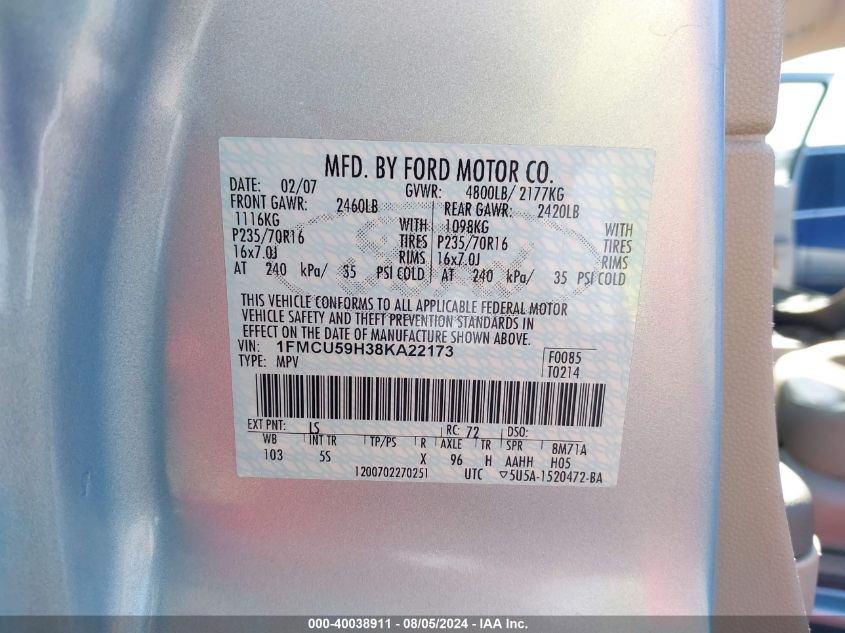 MFD. BY FORD MOTOR CO.
DATE: 02/07 GVWR: 4800LB/ 2177KG
FRONT GAWR: 2460LB REAR GAWR: 2420LB
1116KG WITH 1098KG WITH
P235/70R16 TIRES P235/70R16 TIRES
16x7.0J RIMS 16x7.0J RIMS
AT 240 kPa/ 35 PSI COLD AT 240 kPa/ 35 PSI COLD
THIS VEHICLE CONFORMS TO ALL APPLICABLE FEDERAL MOTOR
VEHICLE SAFETY AND THEFT PREVENTION STANDARDS IN
EFFECT ON THE DATE OF MANUFACTURE SHOWN ABOVE.
VIN: 1FMCU59H38KA22173 F0085
TYPE: MPV T0214
EXT PNT: LS RC: 72 DSO:
WB INT TR TP/PS R AXLE TR SPR 8M71A
103 5S X 96 H AAHH H05
1200702270251 UTC ▽5U5A-1520472-BA
000-40038911 - 08/05/2024 - IAA Inc.